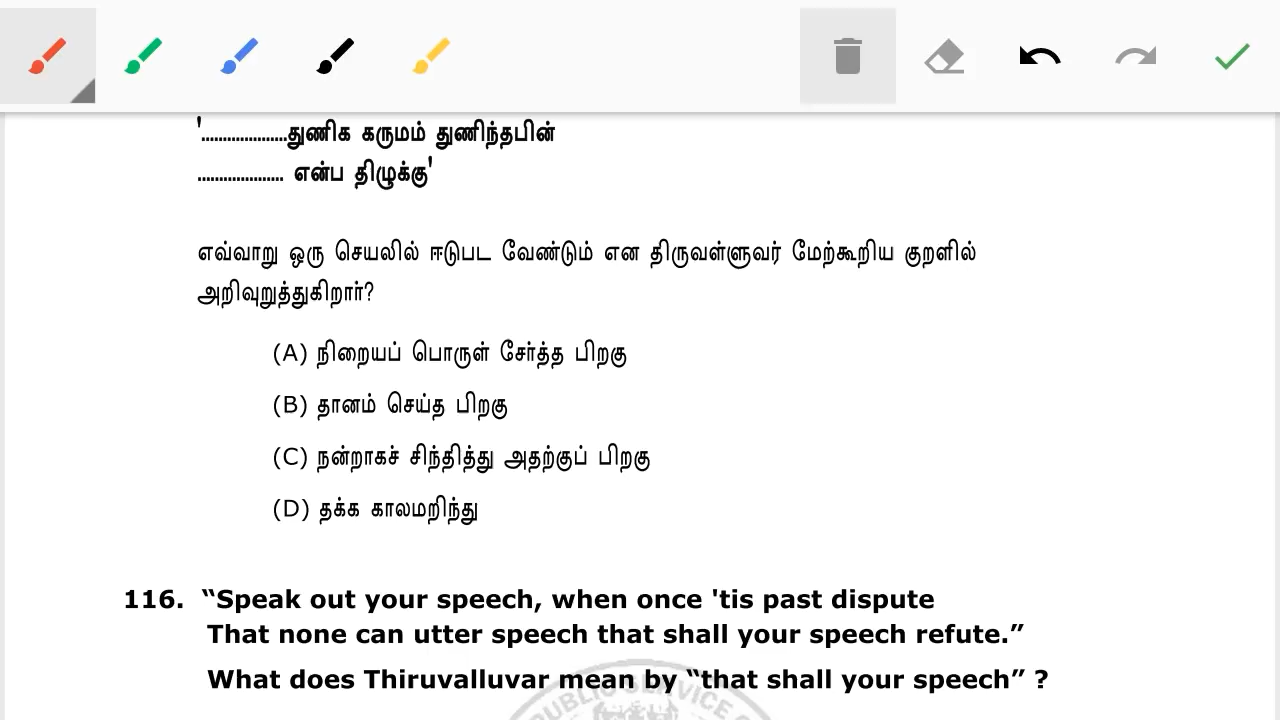 '....................துணிக கருமம் துணிந்தபின்
.................... என்ப திழுக்கு'
எவ்வாறு ஒரு செயலில் ஈடுபட வேண்டும் என திருவள்ளுவர் மேற்கூறிய குறளில்
அறிவுறுத்துகிறார்?
(A) நிறையப் பொருள் சேர்த்த பிறகு
(B) தானம் செய்த பிறகு
(C) நன்றாகச் சிந்தித்து அதற்குப் பிறகு
(D) தக்க காலமறிந்து
116. “Speak out your speech, when once 'tis past dispute
That none can utter speech that shall your speech refute.”
What does Thiruvalluvar mean by “that shall your speech” ?
PUBLIC SERVICE